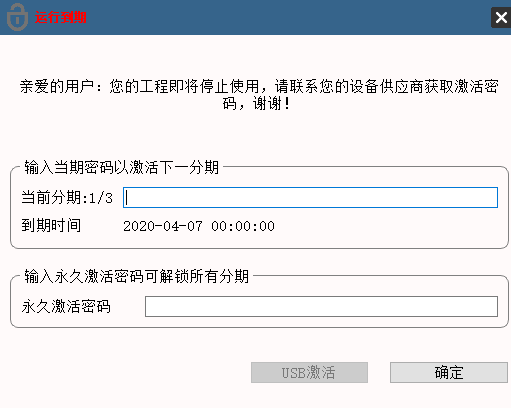 运行到期
亲爱的用户：您的工程即将停止使用，请联系您的设备供应商获取激活密
码，谢谢！
输入当期密码以激活下一分期
当前分期:1/3
到期时间 2020-04-07 00:00:00
输入永久激活密码可解锁所有分期
永久激活密码
USB激活 确定